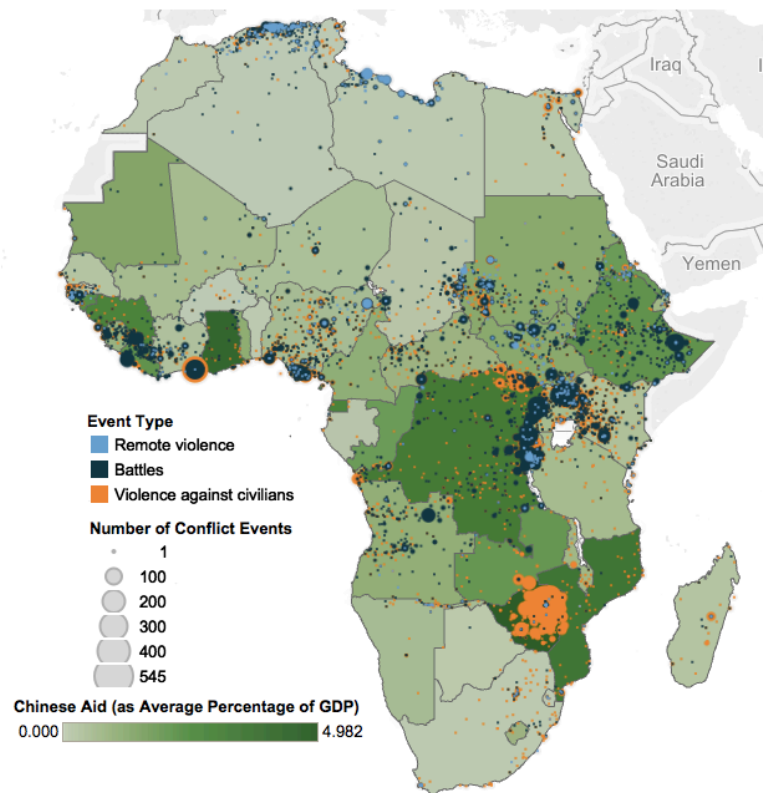 Iraq
I
Saudi
Arabia
Yemen
Event Type
Remote violence
Battles
Violence against civilians
Number of Conflict Events
1
100
200
300
400
545
Chinese Aid (as Average Percentage of GDP)
0.000 4.982